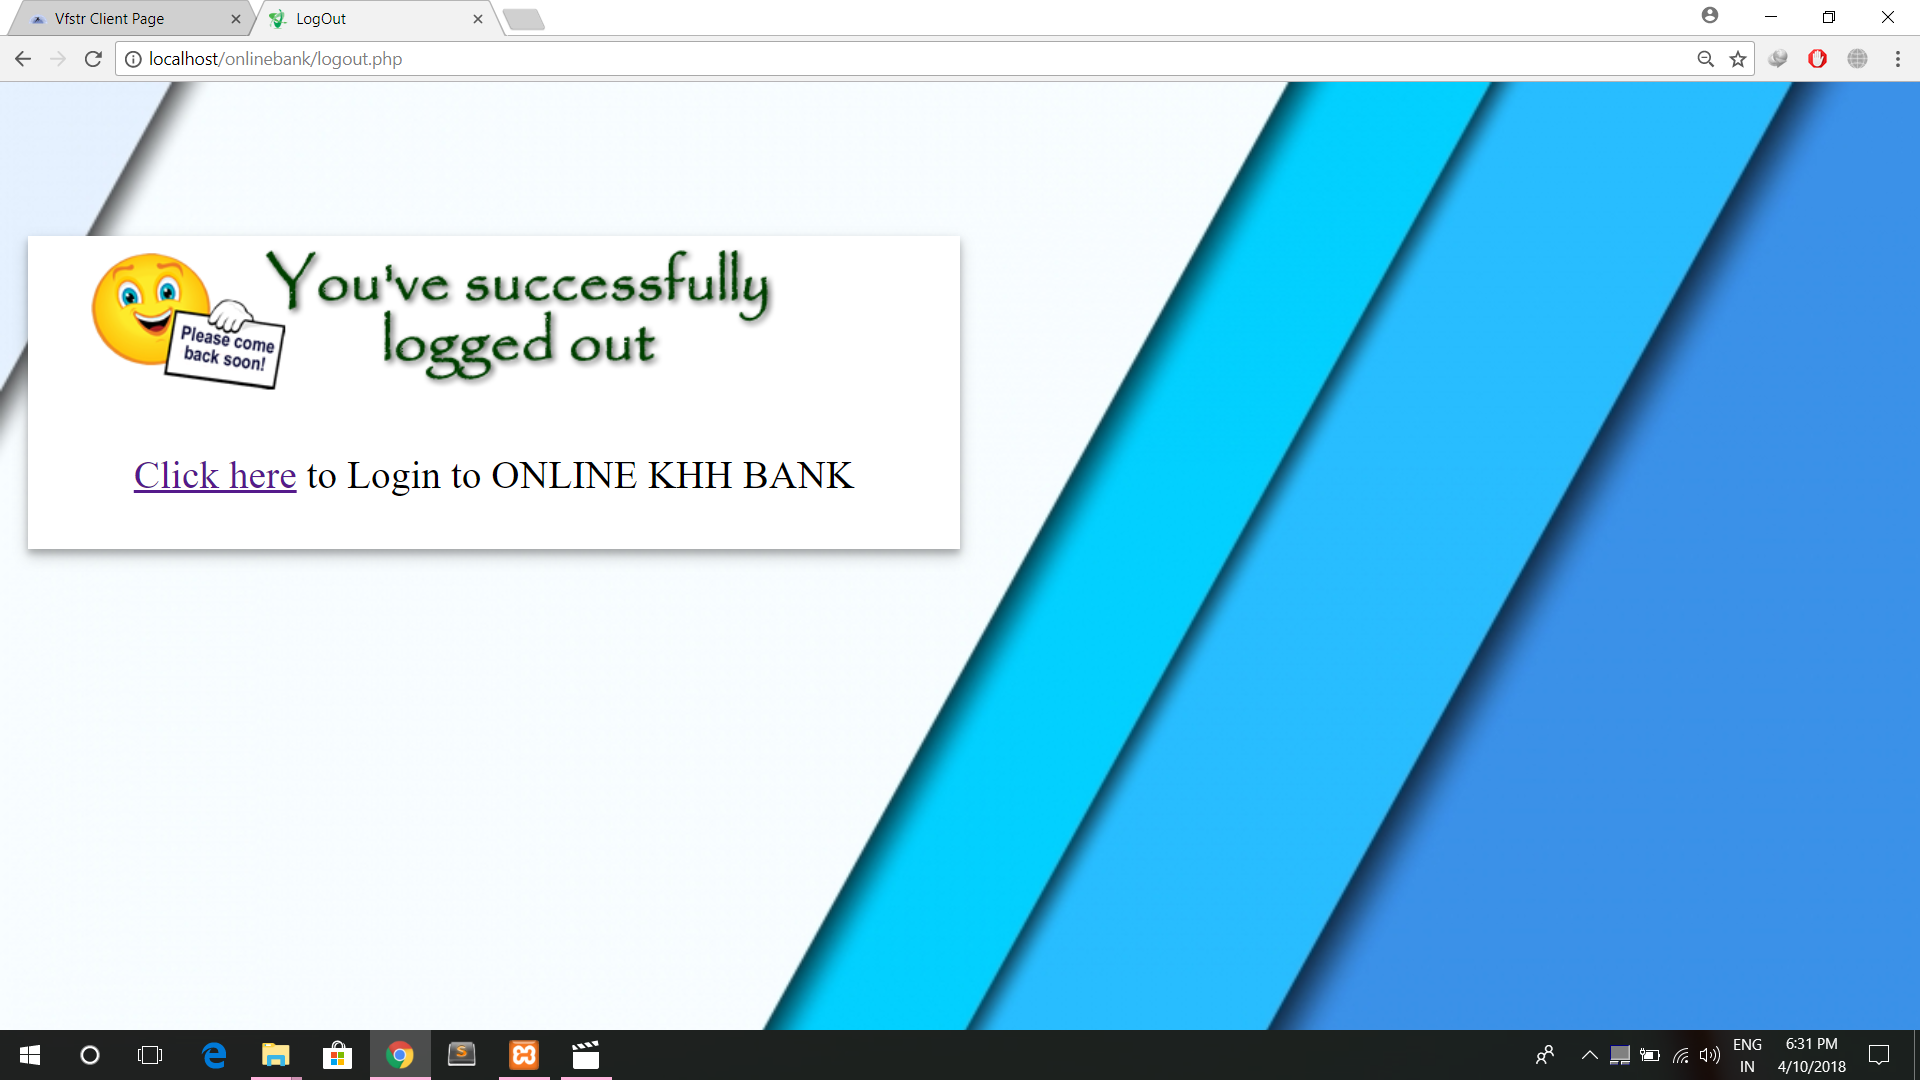 Vfstr Client Page
LogOut
localhost/onlinebank/logout.php
You've successfully
logged out
Please come
back soon!
Click here to Login to ONLINE KHH BANK
ENG
IN
6:31 PM
4/10/2018